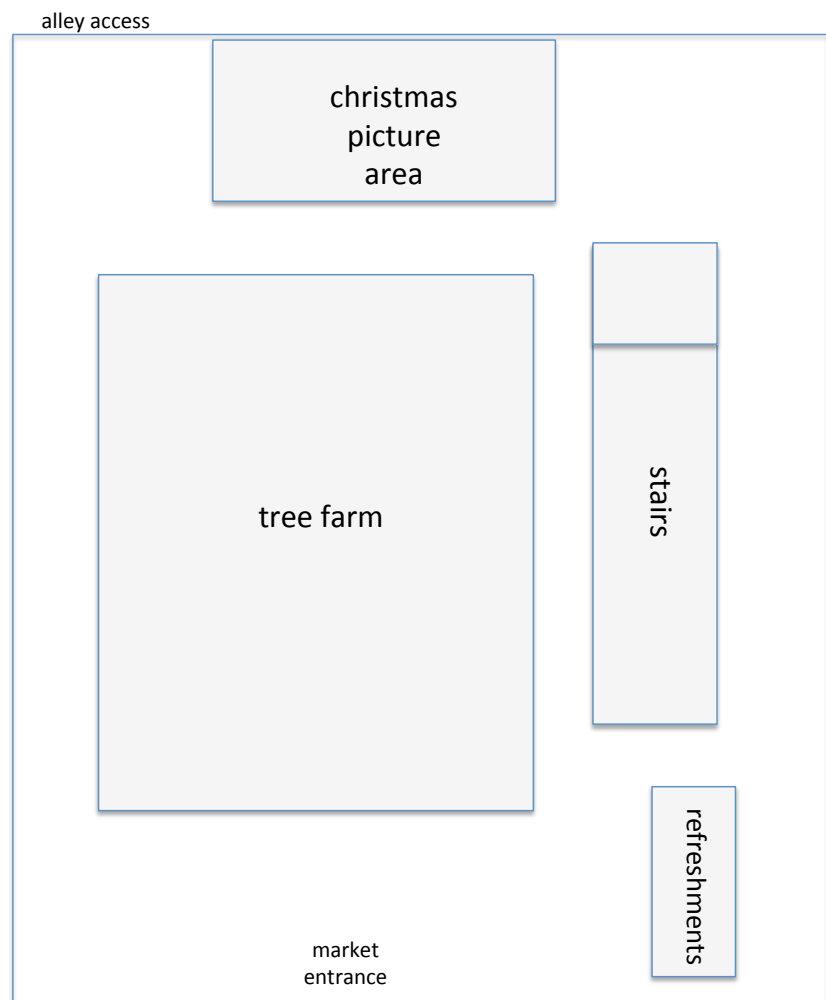 alley access
christmas
picture
area
stairs
tree farm
refreshments
market
entrance